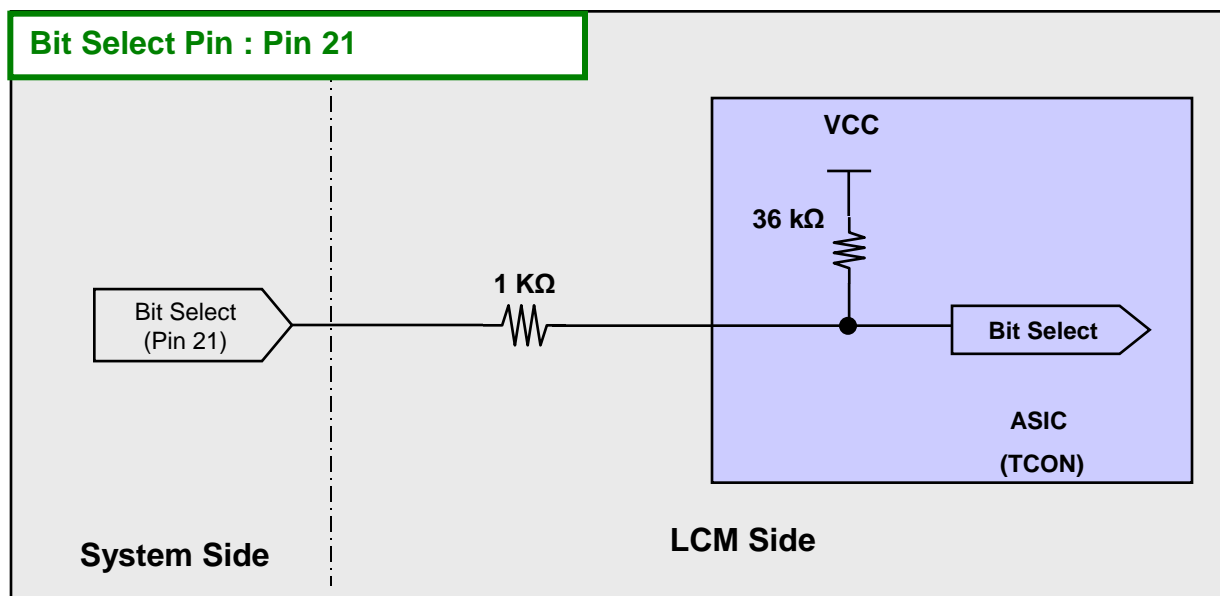 Bit Select Pin : Pin 21
VCC
36 kΩ
1 KΩ
Bit Select
(Pin 21)
Bit Select
ASIC
(TCON)
System Side
LCM Side